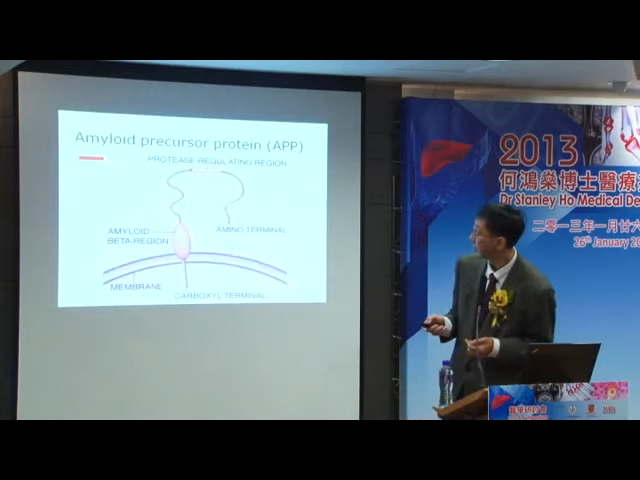 Amyloid precursor protein (APP)
PROTEASE-REGULATING REGION
AMYLOID
BETA-REGION
AMINO TERMINAL
MEMBRANE
CARBOXYL TERMINAL
2013
何鴻燊博士醫療
Dr Stanley Ho Medical De
二零一三年一月廿六
26th January 20